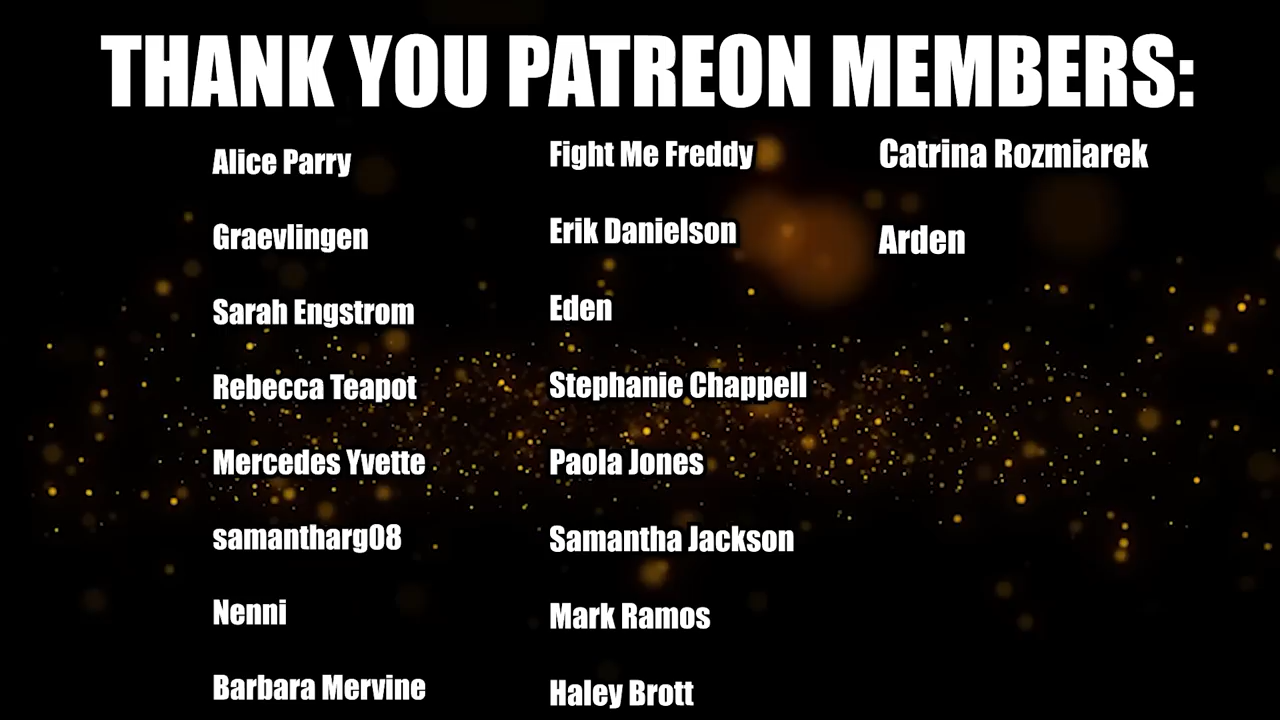 THANK YOU PATREON MEMBERS:
Alice Parry
Graevlingen
Sarah Engstrom
Rebecca Teapot
Mercedes Yvette
samantharg08
Nenni
Barbara Mervine
Fight Me Freddy
Erik Danielson
Eden
Stephanie Chappell
Paola Jones
Samantha Jackson
Mark Ramos
Haley Brott
Catrina Rozmiarek
Arden